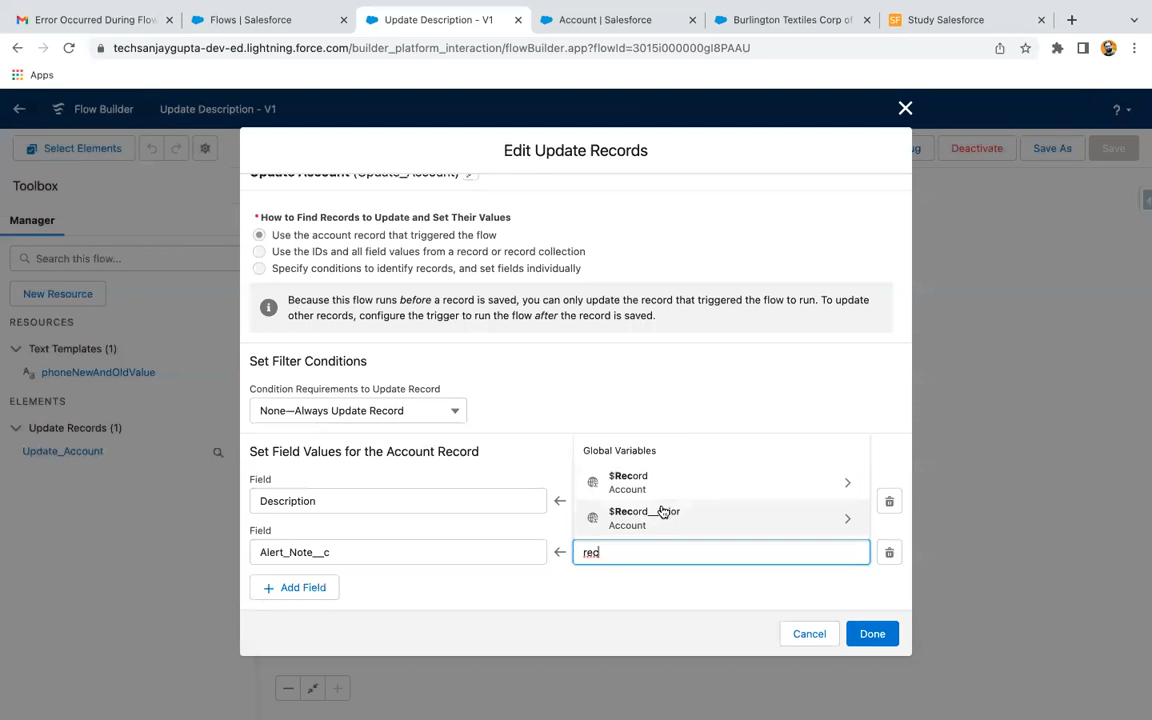 Error Occurred During Flow
Flows | Salesforce
Update Description - V1
Account | Salesforce
Burlington Textiles Corp of
SF Study Salesforce
techsanjaygupta-dev-ed.lightning.force.com/builder_platform_interaction/flowBuilder.app?flowId=3015i000000gI8PAAU
Apps
Flow Builder
Update Description - V1
?
Select Elements
Deactivate
Save As
Save
Toolbox
Manager
Search this flow...
New Resource
RESOURCES
Text Templates (1)
phoneNewAndOldValue
ELEMENTS
Update Records (1)
Update_Account
Edit Update Records
Update Account (Update_Account)
* How to Find Records to Update and Set Their Values
Use the account record that triggered the flow
Use the IDs and all field values from a record or record collection
Specify conditions to identify records, and set fields individually
Because this flow runs before a record is saved, you can only update the record that triggered the flow to run. To update
other records, configure the trigger to run the flow after the record is saved.
Set Filter Conditions
Condition Requirements to Update Record
None—Always Update Record
Set Field Values for the Account Record
Field
Description
Field
Alert_Note__c
Global Variables
$Record
Account
Account
rec
+ Add Field
Cancel
Done